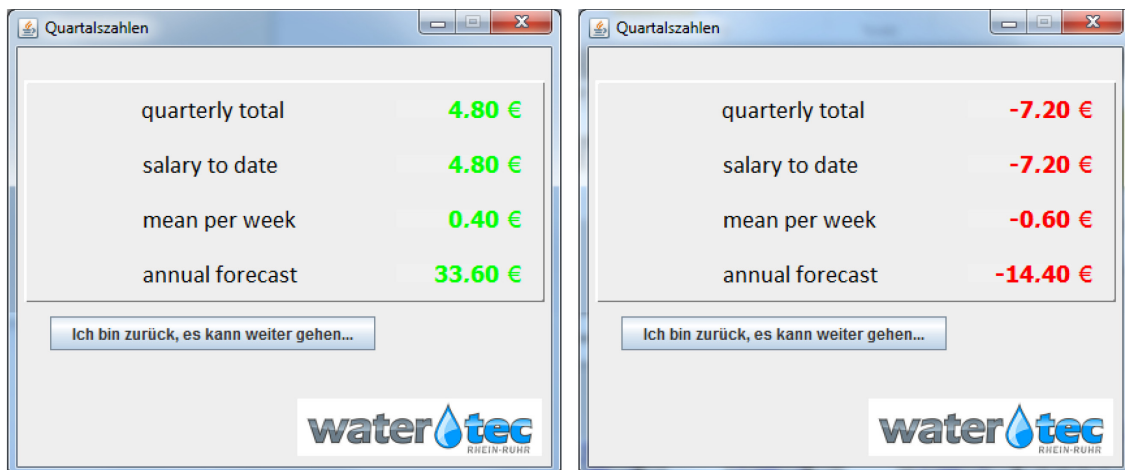 Quartalszahlen
quarterly total 4.80 €
salary to date 4.80 €
mean per week 0.40 €
annual forecast 33.60 €
Ich bin zurück, es kann weiter gehen...
water tec
RHEIN-RUHR
Quartalszahlen
quarterly total -7.20 €
salary to date -7.20 €
mean per week -0.60 €
annual forecast -14.40 €
Ich bin zurück, es kann weiter gehen...
water tec
RHEIN-RUHR